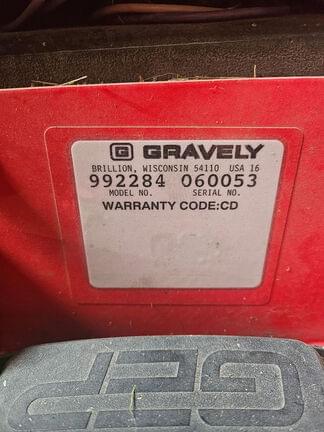 G GRAVELY
BRILLION, WISCONSIN 54110 USA 16
992284 060053
MODEL NO. SERIAL NO.
WARRANTY CODE:CD